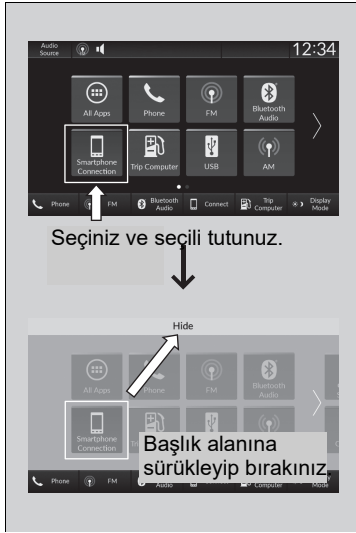 Audio
Source
12:34
All Apps
Phone
FM
Bluetooth
Audio
Smartphone
Connection
Trip Computer
USB
AM
Phone
FM
Bluetooth
Audio
Connect
Trip
Computer
Display
Mode
Seçiniz ve seçili tutunuz.
Hide
All Apps
Phone
FM
Bluetooth
Audio
Smartphone
Connection
Başlık alanına
sürükleyip bırakınız.
Phone
FM
Audio
Connect
Computer
Mode